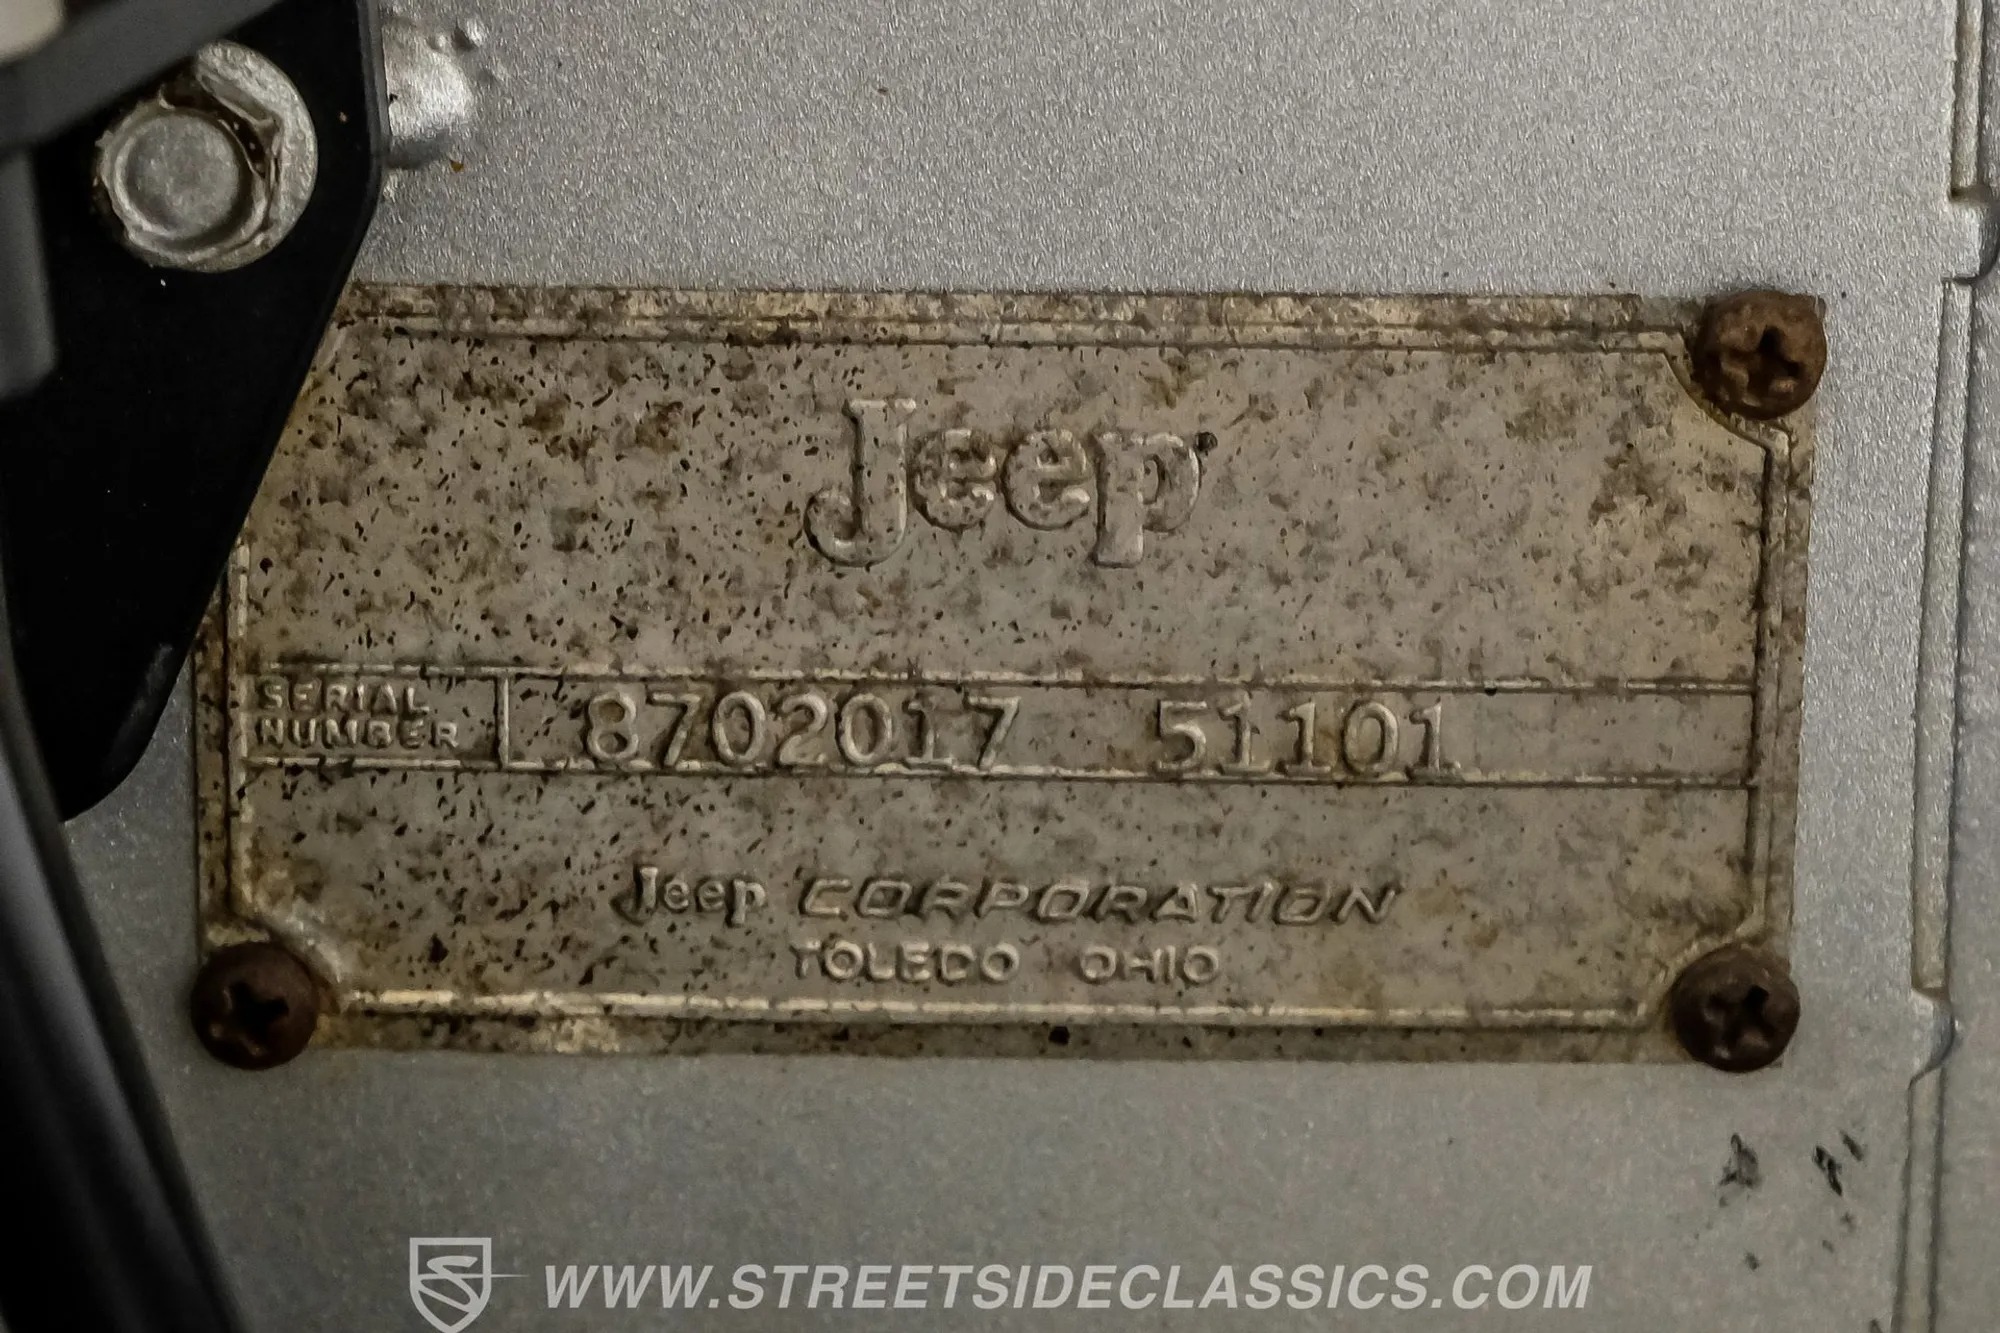 Jeep
SERIAL
NUMBER
8702017 51101
Jeep CORPORATION
TOLEDO OHIO
WWW.STREETSIDECLASSICS.COM